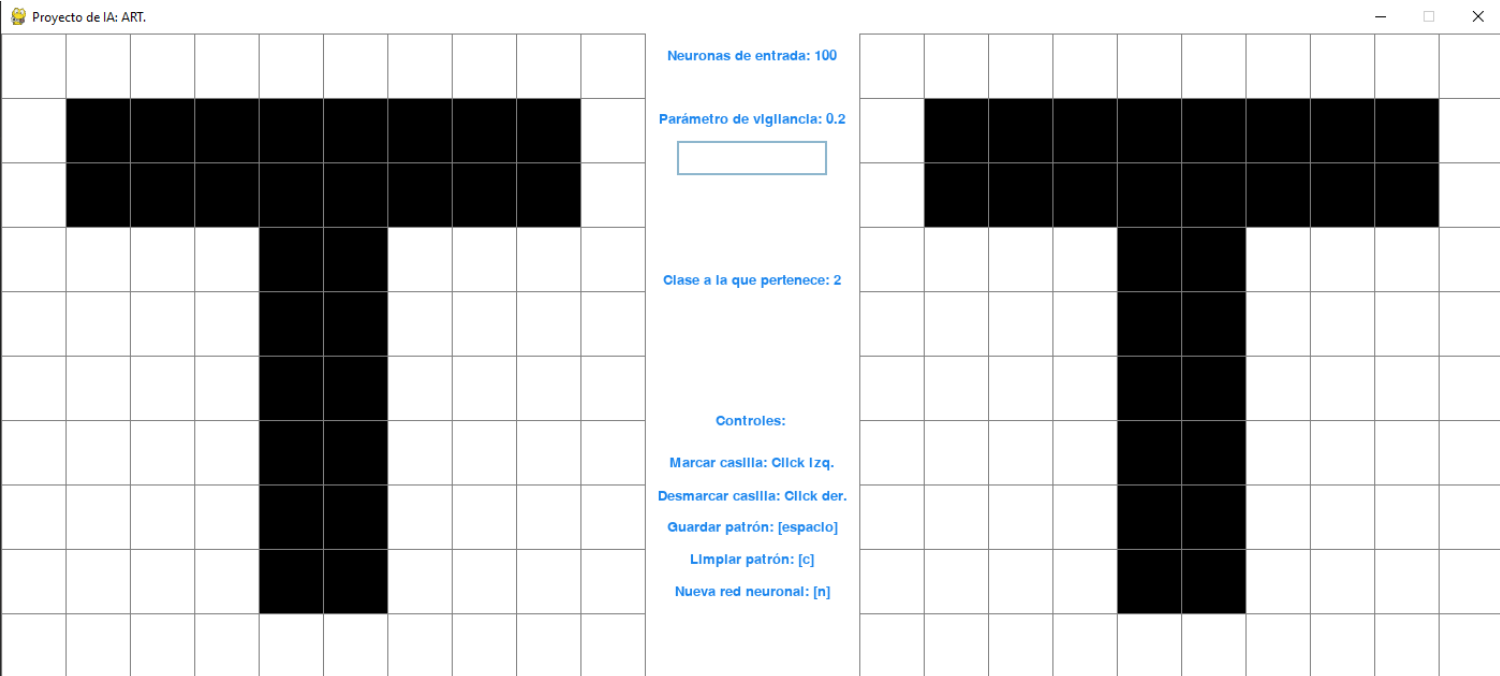 Proyecto de IA: ART.
Neuronas de entrada: 100
Parámetro de vigilancia: 0.2
Clase a la que pertenece: 2
Controles:
Marcar casilla: Click izq.
Desmarcar casilla: Click der.
Guardar patrón: [espacio]
Limpiar patrón: [c]
Nueva red neuronal: [n]